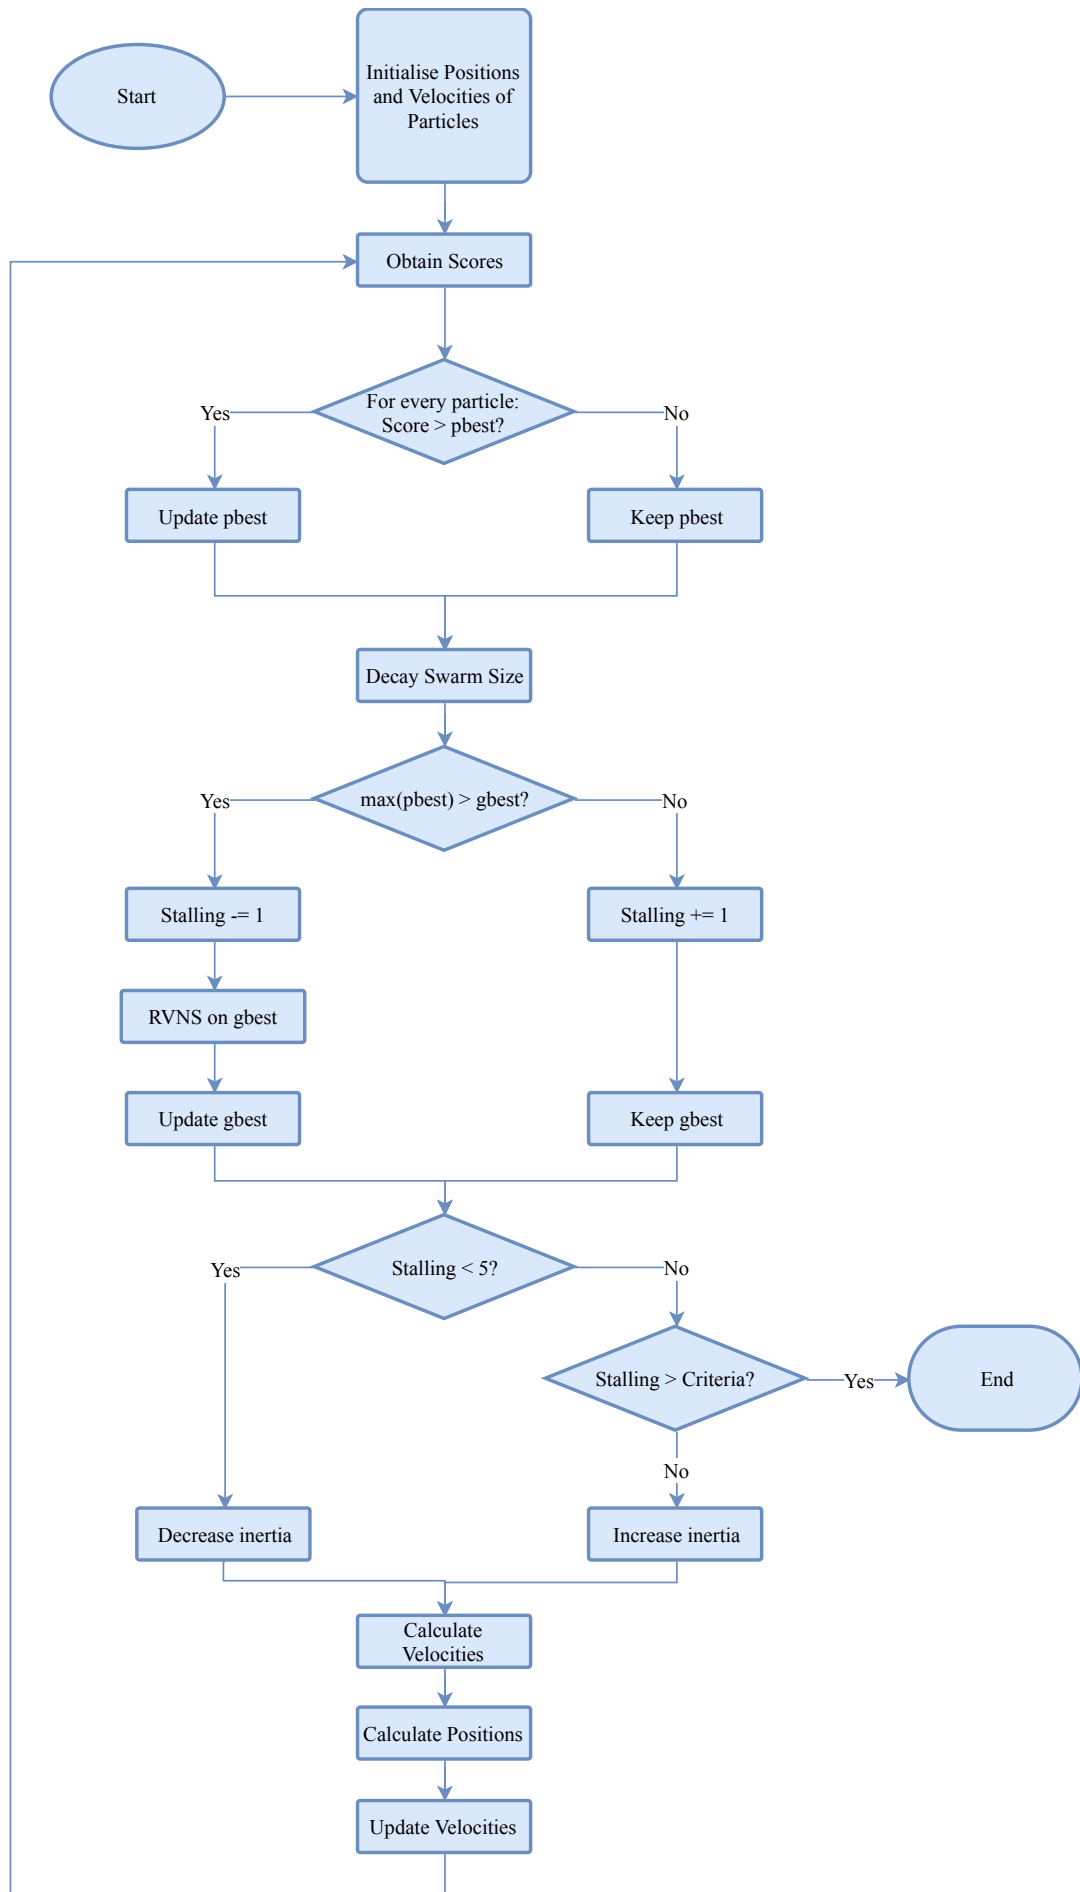 Start
Initialise Positions
and Velocities of
Particles
Obtain Scores
For every particle:
Score > pbest?
Yes
No
Update pbest
Keep pbest
Decay Swarm Size
max(pbest) > gbest?
Yes
No
Stalling -= 1
Stalling += 1
RVNS on gbest
Update gbest
Keep gbest
Stalling < 5?
Yes
No
Stalling > Criteria?
Yes
End
No
Decrease inertia
Increase inertia
Calculate
Velocities
Calculate Positions
Update Velocities